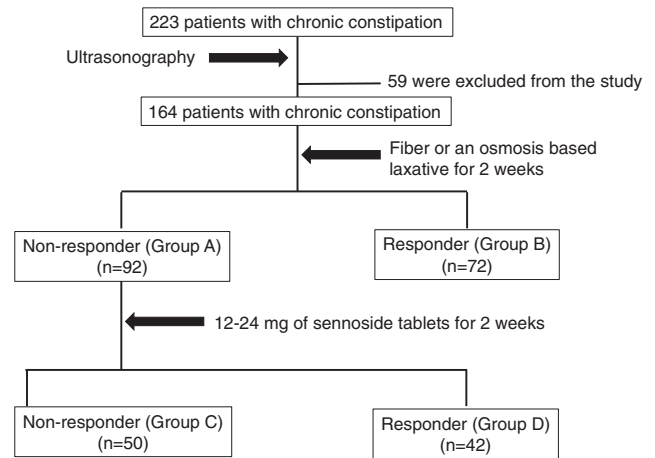 223 patients with chronic constipation
Ultrasonography
59 were excluded from the study
164 patients with chronic constipation
Fiber or an osmosis based
laxative for 2 weeks
Non-responder (Group A)
(n=92)
Responder (Group B)
(n=72)
12-24 mg of sennoside tablets for 2 weeks
Non-responder (Group C)
(n=50)
Responder (Group D)
(n=42)